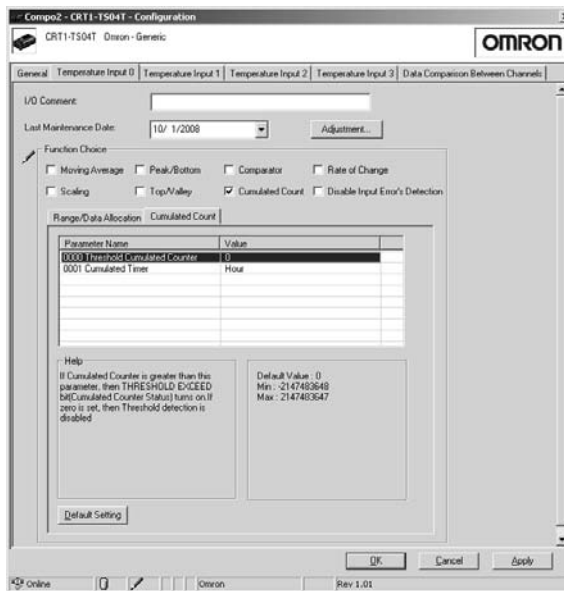 Compo2 - CRT1-TS04T - Configuration
CRT1-TS04T Omron - Generic
OMRON
General Temperature Input 0 Temperature Input 1 Temperature Input 2 Temperature Input 3 Data Comparison Between Channels
I/O Comment:
Last Maintenance Date: 10/ 1/2008 Adjustment...
Function Choice
Moving Average Peak/Bottom Comparator Rate of Change
Scaling Top/Valley Cumulated Count Disable Input Error's Detection
Range/Data Allocation Cumulated Count
Parameter Name Value
0000 Threshold Cumulated Counter 0
0001 Cumulated Timer Hour
Help
If Cumulated Counter is greater than this
parameter, then THRESHOLD EXCEED
bit(Cumulated Counter Status) turns on.If
zero is set, then Threshold detection is
disabled
Default Value : 0
Min : -2147483648
Max : 2147483647
Default Setting
OK Cancel Apply
Online Omron Rev 1.01